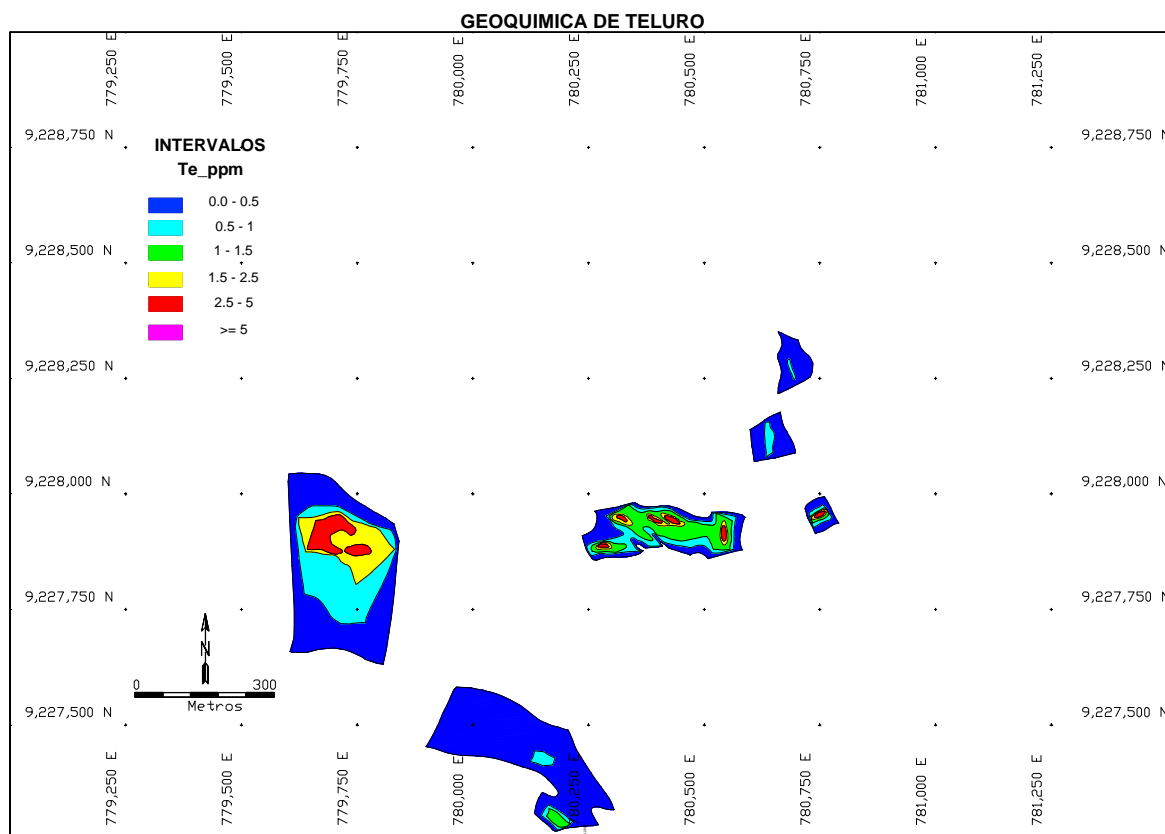 GEOQUIMICA DE TELURO
779,250 E
779,500 E
779,750 E
780,000 E
780,250 E
780,500 E
780,750 E
781,000 E
781,250 E
9,228,750 N
9,228,750 N
INTERVALOS
Te_ppm
0.0 - 0.5
0.5 - 1
1 - 1.5
1.5 - 2.5
2.5 - 5
>= 5
9,228,500 N
9,228,500 N
9,228,250 N
9,228,250 N
9,228,000 N
9,228,000 N
9,227,750 N
9,227,750 N
N
0 300
Metros
9,227,500 N
9,227,500 N
779,250 E
779,500 E
779,750 E
780,000 E
780,250 E
780,500 E
780,750 E
781,000 E
781,250 E